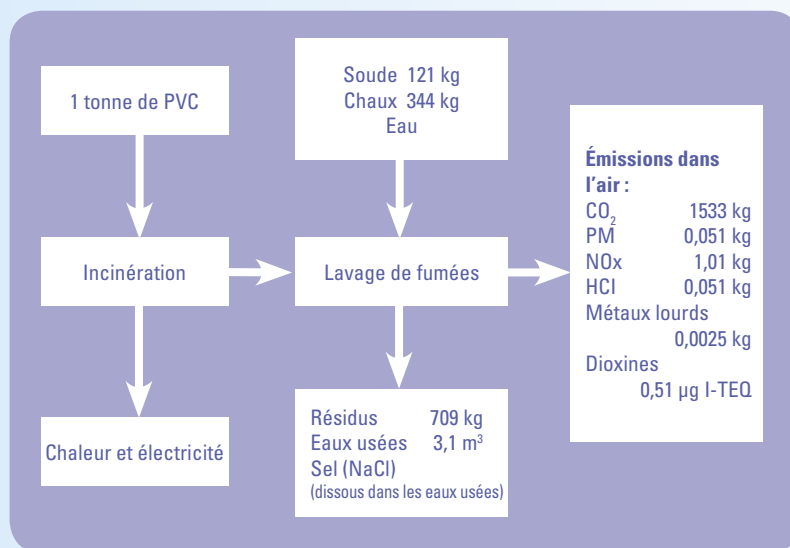 1 tonne de PVC
Soude 121 kg
Chaux 344 kg
Eau
Incinération
Lavage de fumées
Émissions dans
l'air :
CO₂ 1533 kg
PM 0,051 kg
NOx 1,01 kg
HCl 0,051 kg
Métaux lourds
0,0025 kg
Dioxines
0,51 µg I-TEQ
Chaleur et électricité
Résidus 709 kg
Eaux usées 3,1 m³
Sel (NaCl)
(dissous dans les eaux usées)